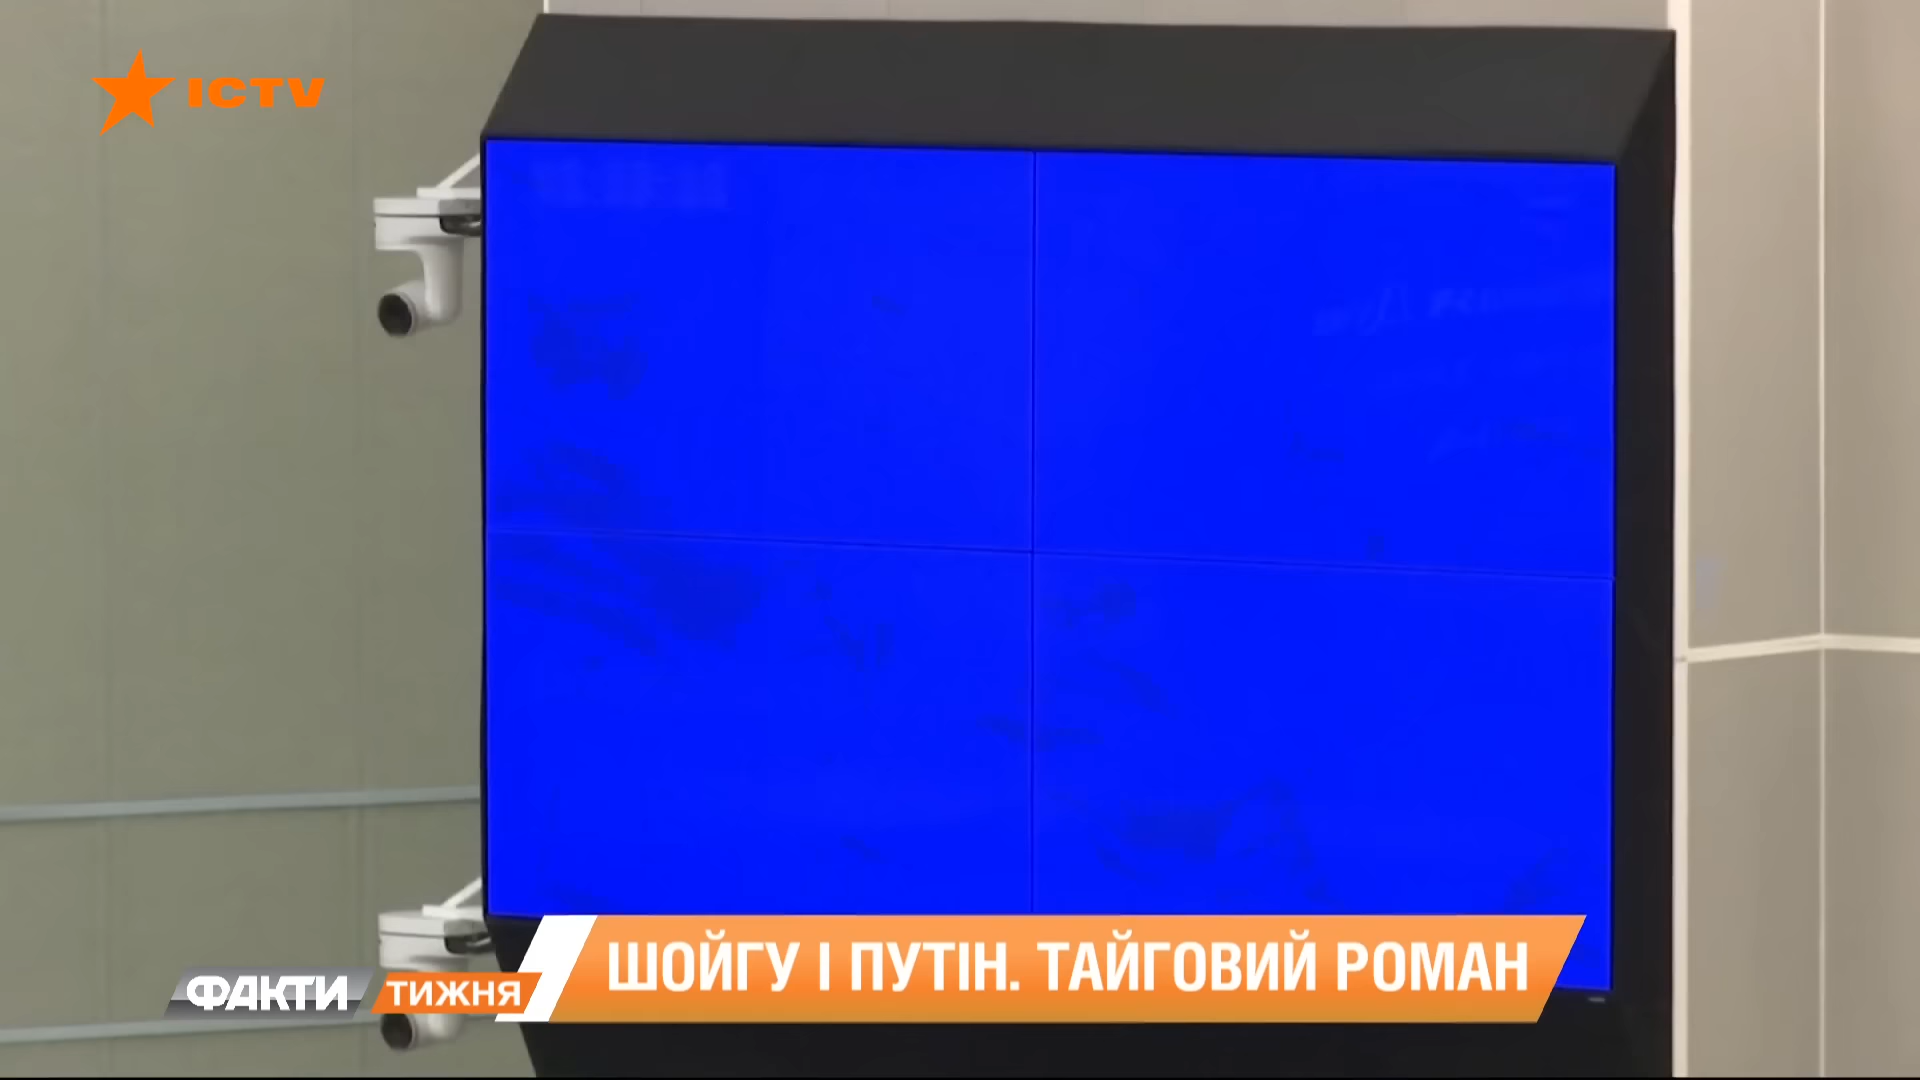 ICTV
ШОЙГУ І ПУТІН. ТАЙГОВИЙ РОМАН
ФАКТИ ТИЖНЯ